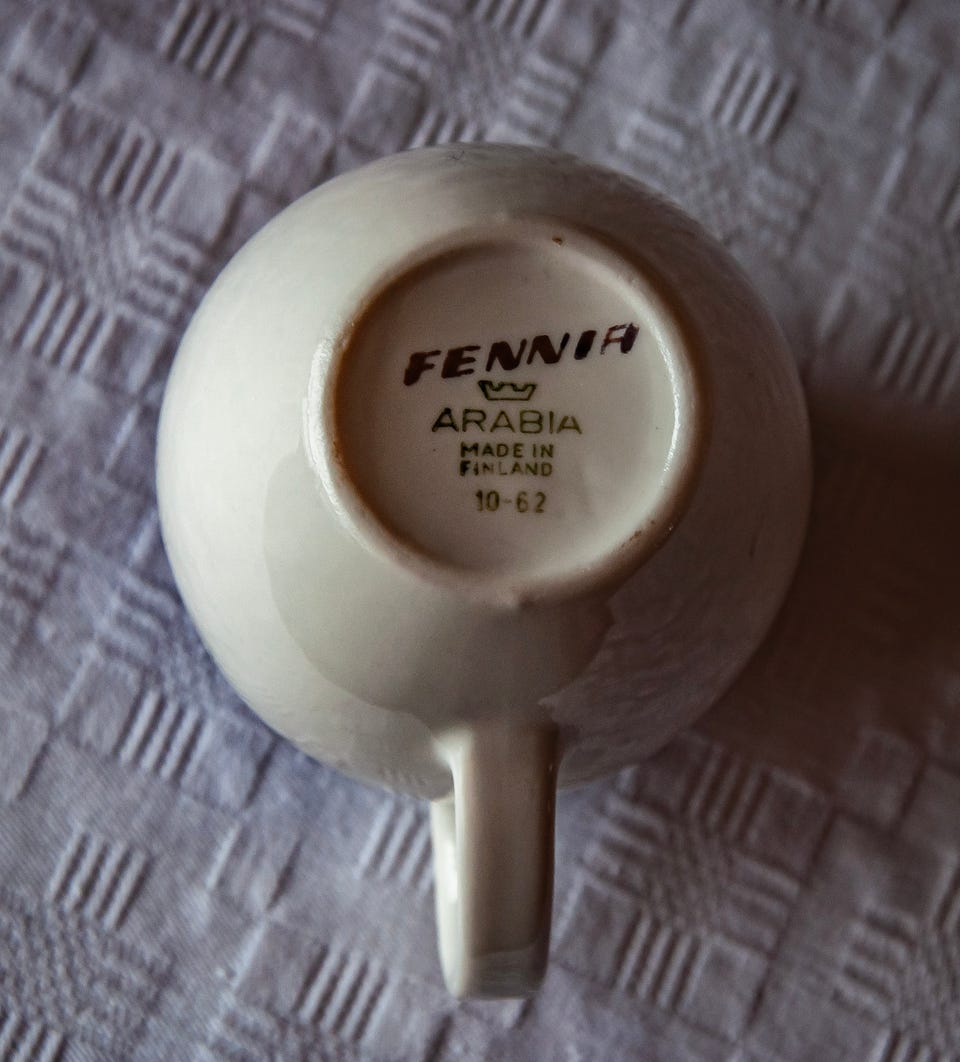 FENNIA
ARABIA
MADE IN
FINLAND
10-62